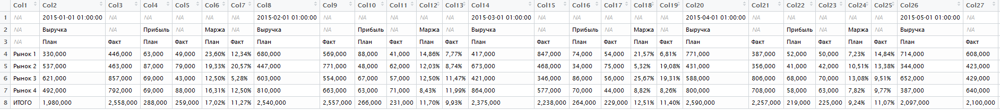 Col1 Col2 Col3 Col4 Col5 Col6 Col7 Col8 Col9 Col10 Col11 Col12 Col13 Col14 Col15 Col16 Col17 Col18 Col19 Col20 Col21 Col22 Col23 Col24 Col25 Col26 Col27
1 NA 2015-01-01 01:00:00 NA NA NA NA NA 2015-02-01 01:00:00 NA NA NA NA NA 2015-03-01 01:00:00 NA NA NA NA NA 2015-04-01 01:00:00 NA NA NA NA NA 2015-05-01 01:00:00 NA
2 NA Выручка NA Прибыль NA Маржа NA Выручка NA Прибыль NA Маржа NA Выручка NA Прибыль NA Маржа NA Выручка NA Прибыль NA Маржа NA Выручка NA
3 NA План Факт План Факт План Факт План Факт План Факт План Факт План Факт План Факт План Факт План Факт План Факт План Факт План Факт
4 Рынок 1 330,000 446,000 63,000 49,000 23,60% 12,34% 680,000 569,000 88,000 41,000 14,86% 7,77% 417,000 847,000 74,000 54,000 21,57% 6,81% 771,000 387,000 52,000 50,000 7,23% 14,84% 714,000 608,000
5 Рынок 2 537,000 463,000 87,000 79,000 19,33% 20,57% 447,000 771,000 48,000 62,000 12,03% 8,74% 673,000 468,000 34,000 75,000 5,32% 19,08% 431,000 356,000 41,000 42,000 10,51% 13,38% 344,000 423,000
6 Рынок 3 621,000 857,000 69,000 43,000 12,50% 5,28% 603,000 554,000 67,000 57,000 12,50% 11,47% 421,000 346,000 86,000 56,000 25,67% 19,31% 588,000 806,000 68,000 70,000 13,08% 9,51% 652,000 429,000
7 Рынок 4 492,000 792,000 69,000 88,000 16,31% 12,50% 810,000 663,000 63,000 71,000 8,43% 11,99% 864,000 577,000 70,000 44,000 8,82% 8,26% 800,000 708,000 58,000 63,000 7,82% 9,77% 387,000 640,000
8 ИТОГО 1,980,000 2,558,000 288,000 259,000 17,02% 11,27% 2,540,000 2,557,000 266,000 231,000 11,70% 9,93% 2,375,000 2,238,000 264,000 229,000 12,51% 11,40% 2,590,000 2,257,000 219,000 225,000 9,24% 11,07% 2,097,000 2,100,000